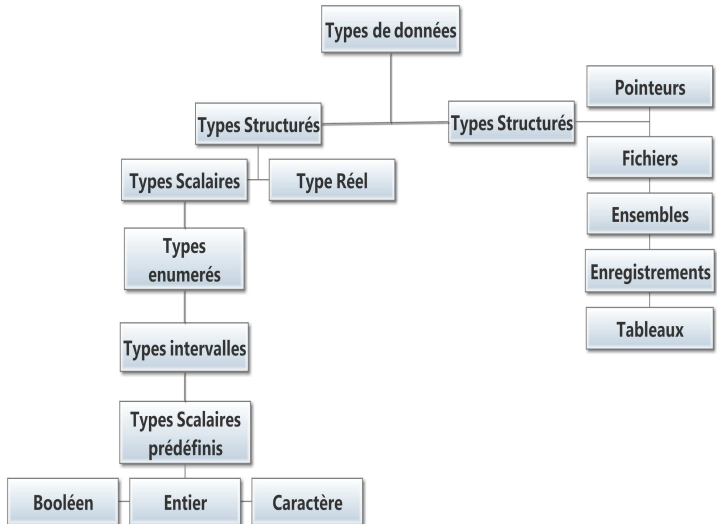 Types de données
Types Structurés
Types Structurés
Pointeurs
Fichiers
Ensembles
Enregistrements
Tableaux
Types Scalaires
Type Réel
Types
enumerés
Types intervalles
Types Scalaires
prédéfinis
Booléen
Entier
Caractère